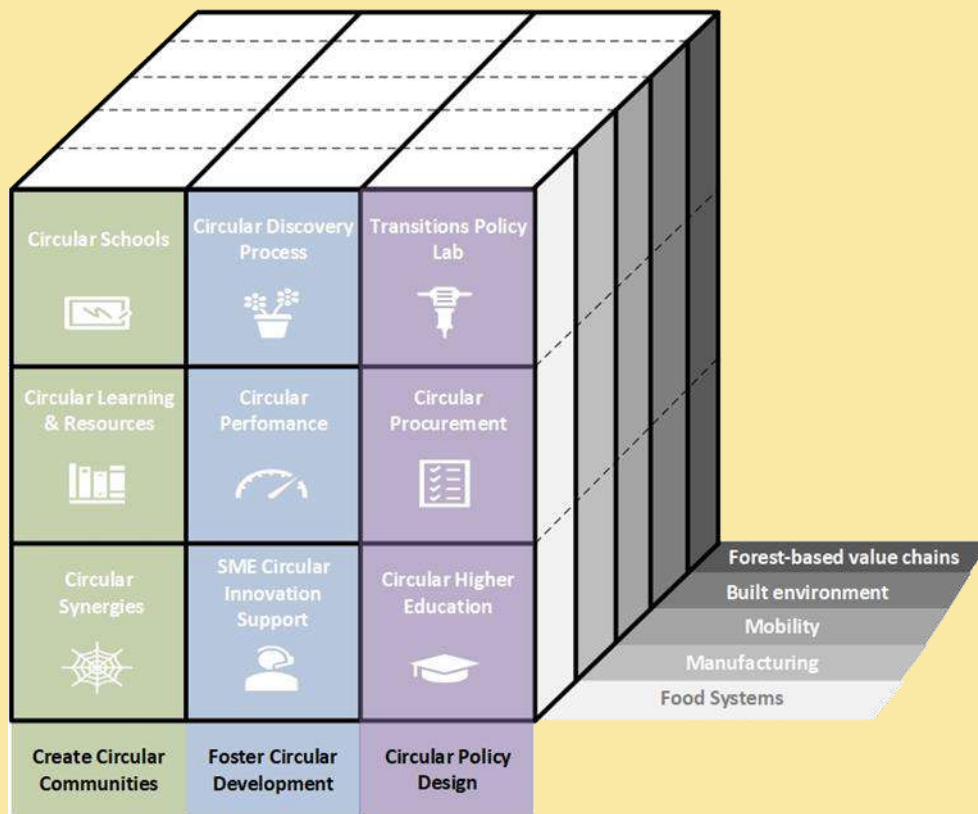 Circular Schools
Circular Discovery
Process
Transitions Policy
Lab
Circular Learning
& Resources
Circular
Perfomance
Circular
Procurement
Circular
Synergies
SME Circular
Innovation
Support
Circular Higher
Education
Forest-based value chains
Built environment
Mobility
Manufacturing
Food Systems
Create Circular
Communities
Foster Circular
Development
Circular Policy
Design